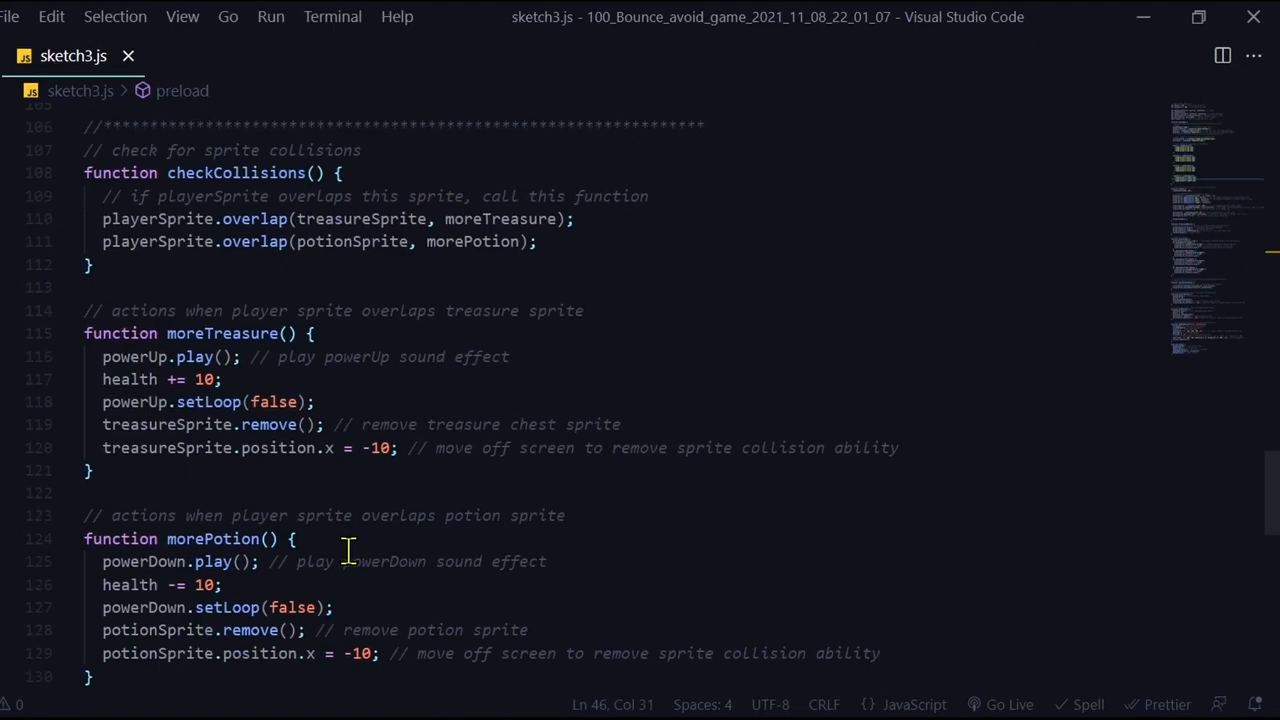 File Edit Selection View Go Run Terminal Help sketch3.js - 100_Bounce_avoid_game_2021_11_08_22_01_07 - Visual Studio Code
JS sketch3.js
JS sketch3.js > preload
105
106 //*****************************************************************
107 // check for sprite collisions
108 function checkCollisions() {
109 // if playerSprite overlaps this sprite, call this function
110 playerSprite.overlap(treasureSprite, moreTreasure);
111 playerSprite.overlap(potionSprite, morePotion);
112 }
113
114 // actions when player sprite overlaps treasure sprite
115 function moreTreasure() {
116 powerUp.play(); // play powerUp sound effect
117 health += 10;
118 powerUp.setLoop(false);
119 treasureSprite.remove(); // remove treasure chest sprite
120 treasureSprite.position.x = -10; // move off screen to remove sprite collision ability
121 }
122
123 // actions when player sprite overlaps potion sprite
124 function morePotion() {
125 powerDown.play(); // play powerDown sound effect
126 health -= 10;
127 powerDown.setLoop(false);
128 potionSprite.remove(); // remove potion sprite
129 potionSprite.position.x = -10; // move off screen to remove sprite collision ability
130 }
0 Ln 46, Col 31 Spaces: 4 UTF-8 CRLF {} JavaScript Go Live Spell Prettier